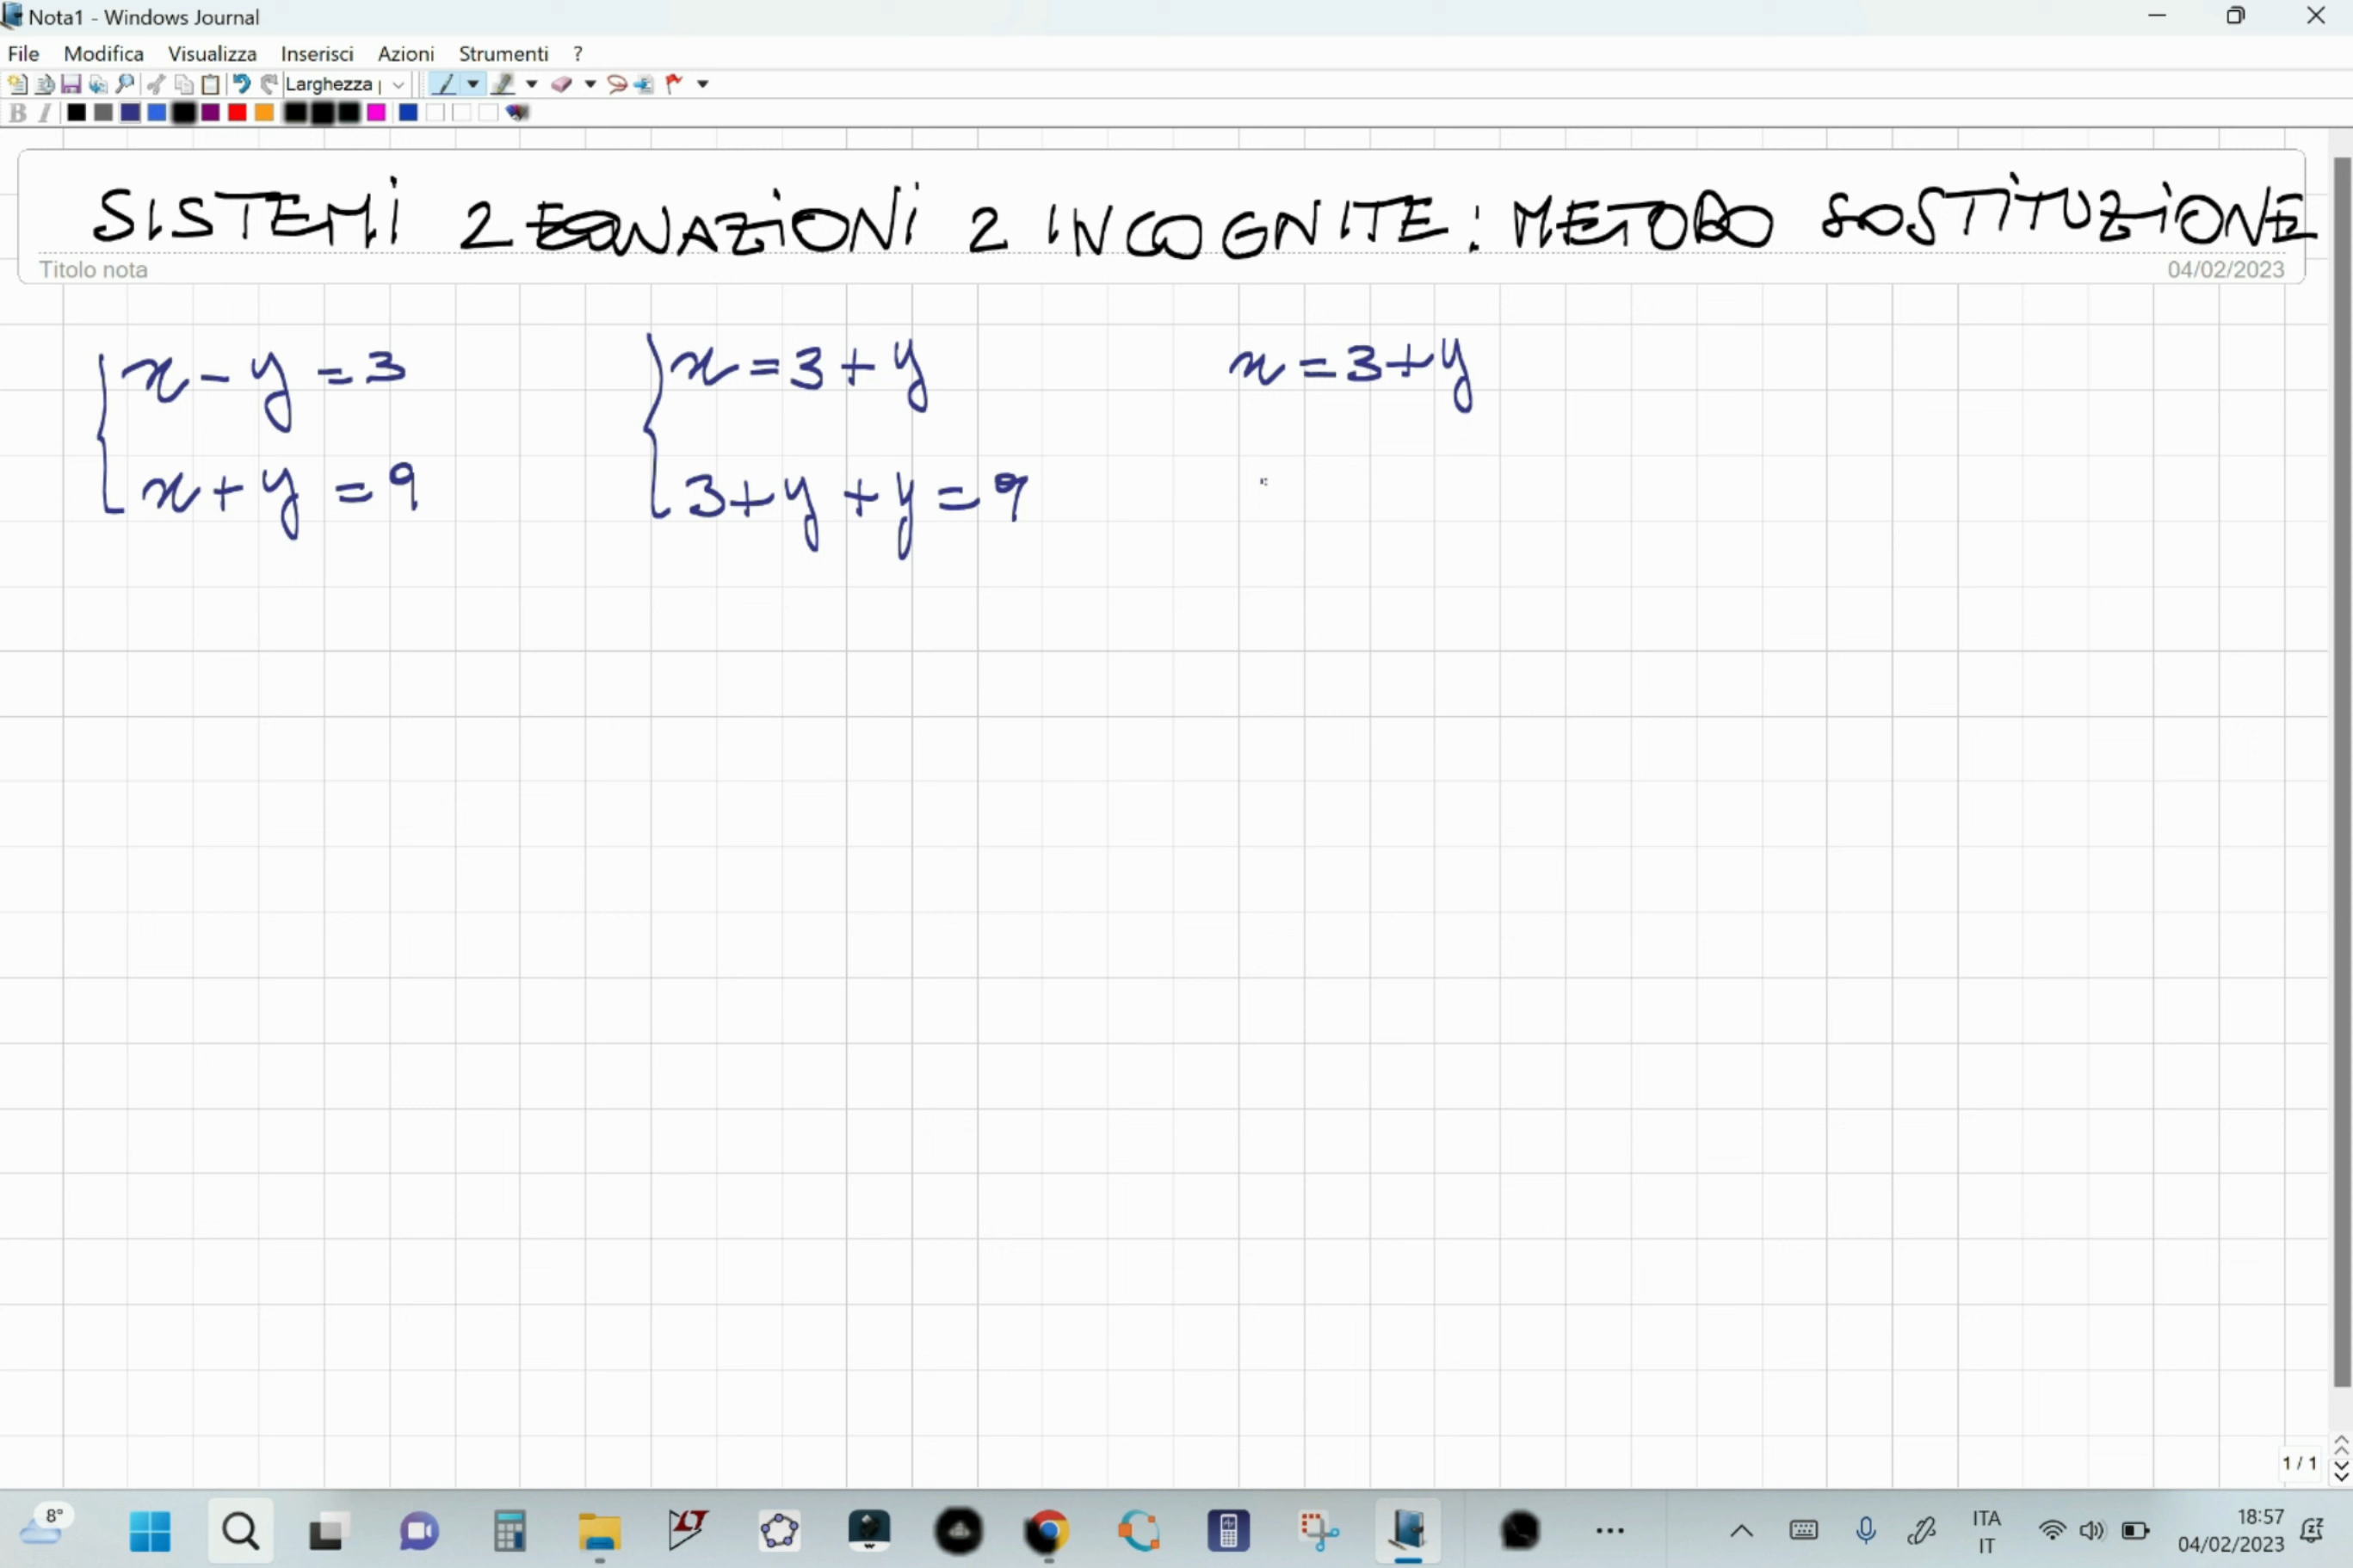 Nota1 - Windows Journal
File Modifica Visualizza Inserisci Azioni Strumenti ?
Larghezza
B I
SISTEMI 2 EQUAZIONI 2 INCOGNITE: METODO SOSTITUZIONE
Titolo nota
04/02/2023
x - y = 3
x + y = 9
x = 3 + y
3 + y + y = 9
x = 3 + y
1 / 1
8°
ITA
IT
18:57
04/02/2023